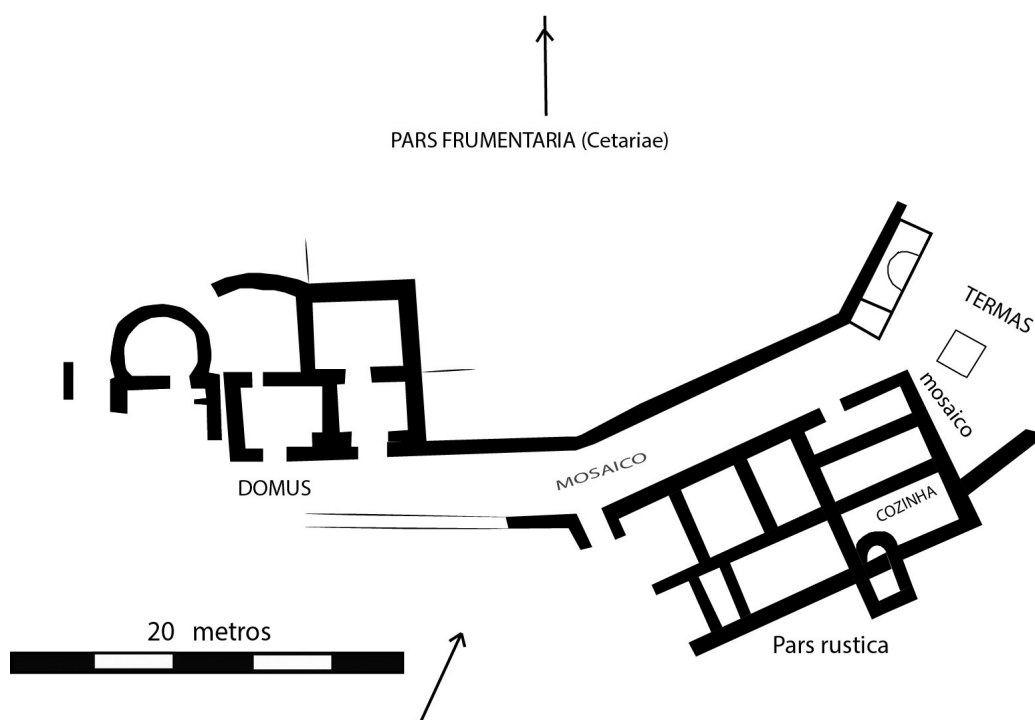 PARS FRUMENTARIA (Cetariae)
TERMAS
mosaico
MOSAICO
DOMUS
COZINHA
20 metros
Pars rustica